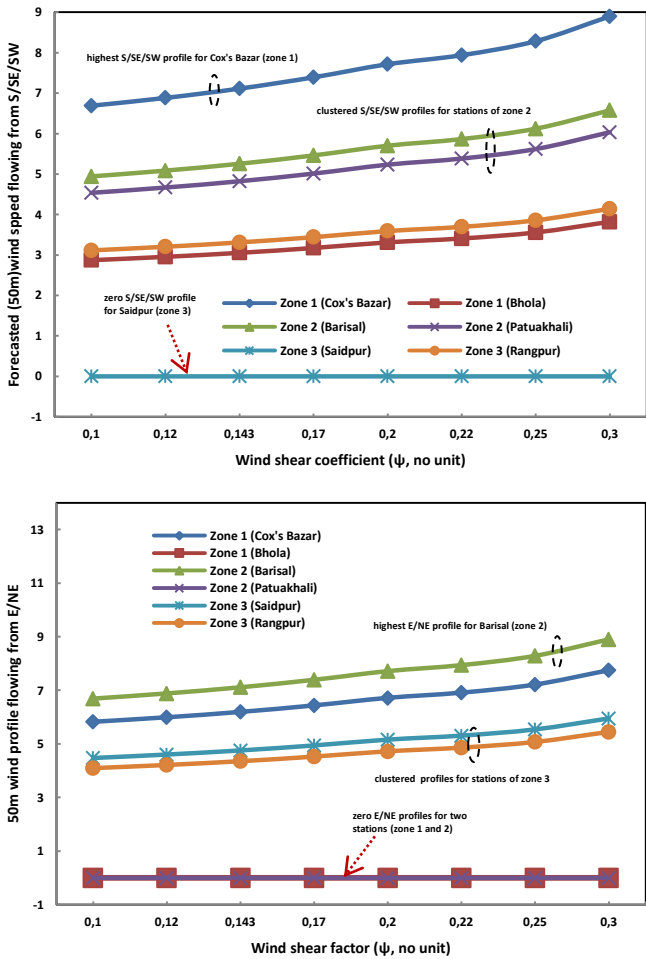 9
8
7
6
5
4
3
2
1
0
-1
Forecasted (50m)wind spped flowing from S/SE/SW
highest S/SE/SW profile for Cox's Bazar (zone 1)
clustered S/SE/SW profiles for stations of zone 2
zero S/SE/SW profile
for Saidpur (zone 3)
Zone 1 (Cox's Bazar) Zone 1 (Bhola)
Zone 2 (Barisal) Zone 2 (Patuakhali)
Zone 3 (Saidpur) Zone 3 (Rangpur)
0,1 0,12 0,143 0,17 0,2 0,22 0,25 0,3
Wind shear coefficient (ψ, no unit)
13
11
9
7
5
3
1
-1
50m wind profile flowing from E/NE
Zone 1 (Cox's Bazar)
Zone 1 (Bhola)
Zone 2 (Barisal)
Zone 2 (Patuakhali)
Zone 3 (Saidpur)
Zone 3 (Rangpur)
highest E/NE profile for Barisal (zone 2)
clustered profiles for stations of zone 3
zero E/NE profiles for two
stations (zone 1 and 2)
0,1 0,12 0,143 0,17 0,2 0,22 0,25 0,3
Wind shear factor (ψ, no unit)